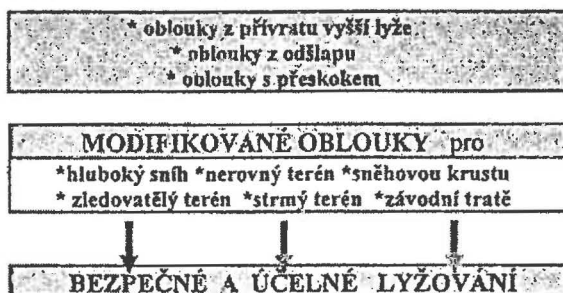 * oblouky z přívratu vyšší lyže
* oblouky z odšlapu
* oblouky s přeskokem
MODIFIKOVANÉ OBLOUKY pro
*hluboký sníh *nerovný terén *sněhovou krustu
* zledovatělý terén *strmý terén *závodní tratě
BEZPEČNÉ A ÚČELNÉ LYŽOVÁNÍ